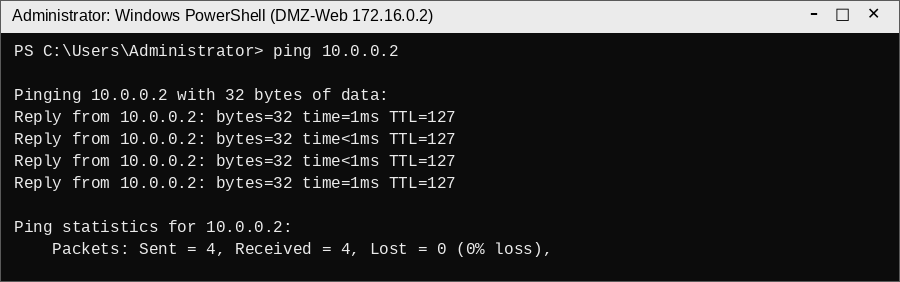 Administrator: Windows PowerShell (DMZ-Web 172.16.0.2)
PS C:\Users\Administrator> ping 10.0.0.2
Pinging 10.0.0.2 with 32 bytes of data:
Reply from 10.0.0.2: bytes=32 time=1ms TTL=127
Reply from 10.0.0.2: bytes=32 time<1ms TTL=127
Reply from 10.0.0.2: bytes=32 time<1ms TTL=127
Reply from 10.0.0.2: bytes=32 time=1ms TTL=127
Ping statistics for 10.0.0.2:
    Packets: Sent = 4, Received = 4, Lost = 0 (0% loss),